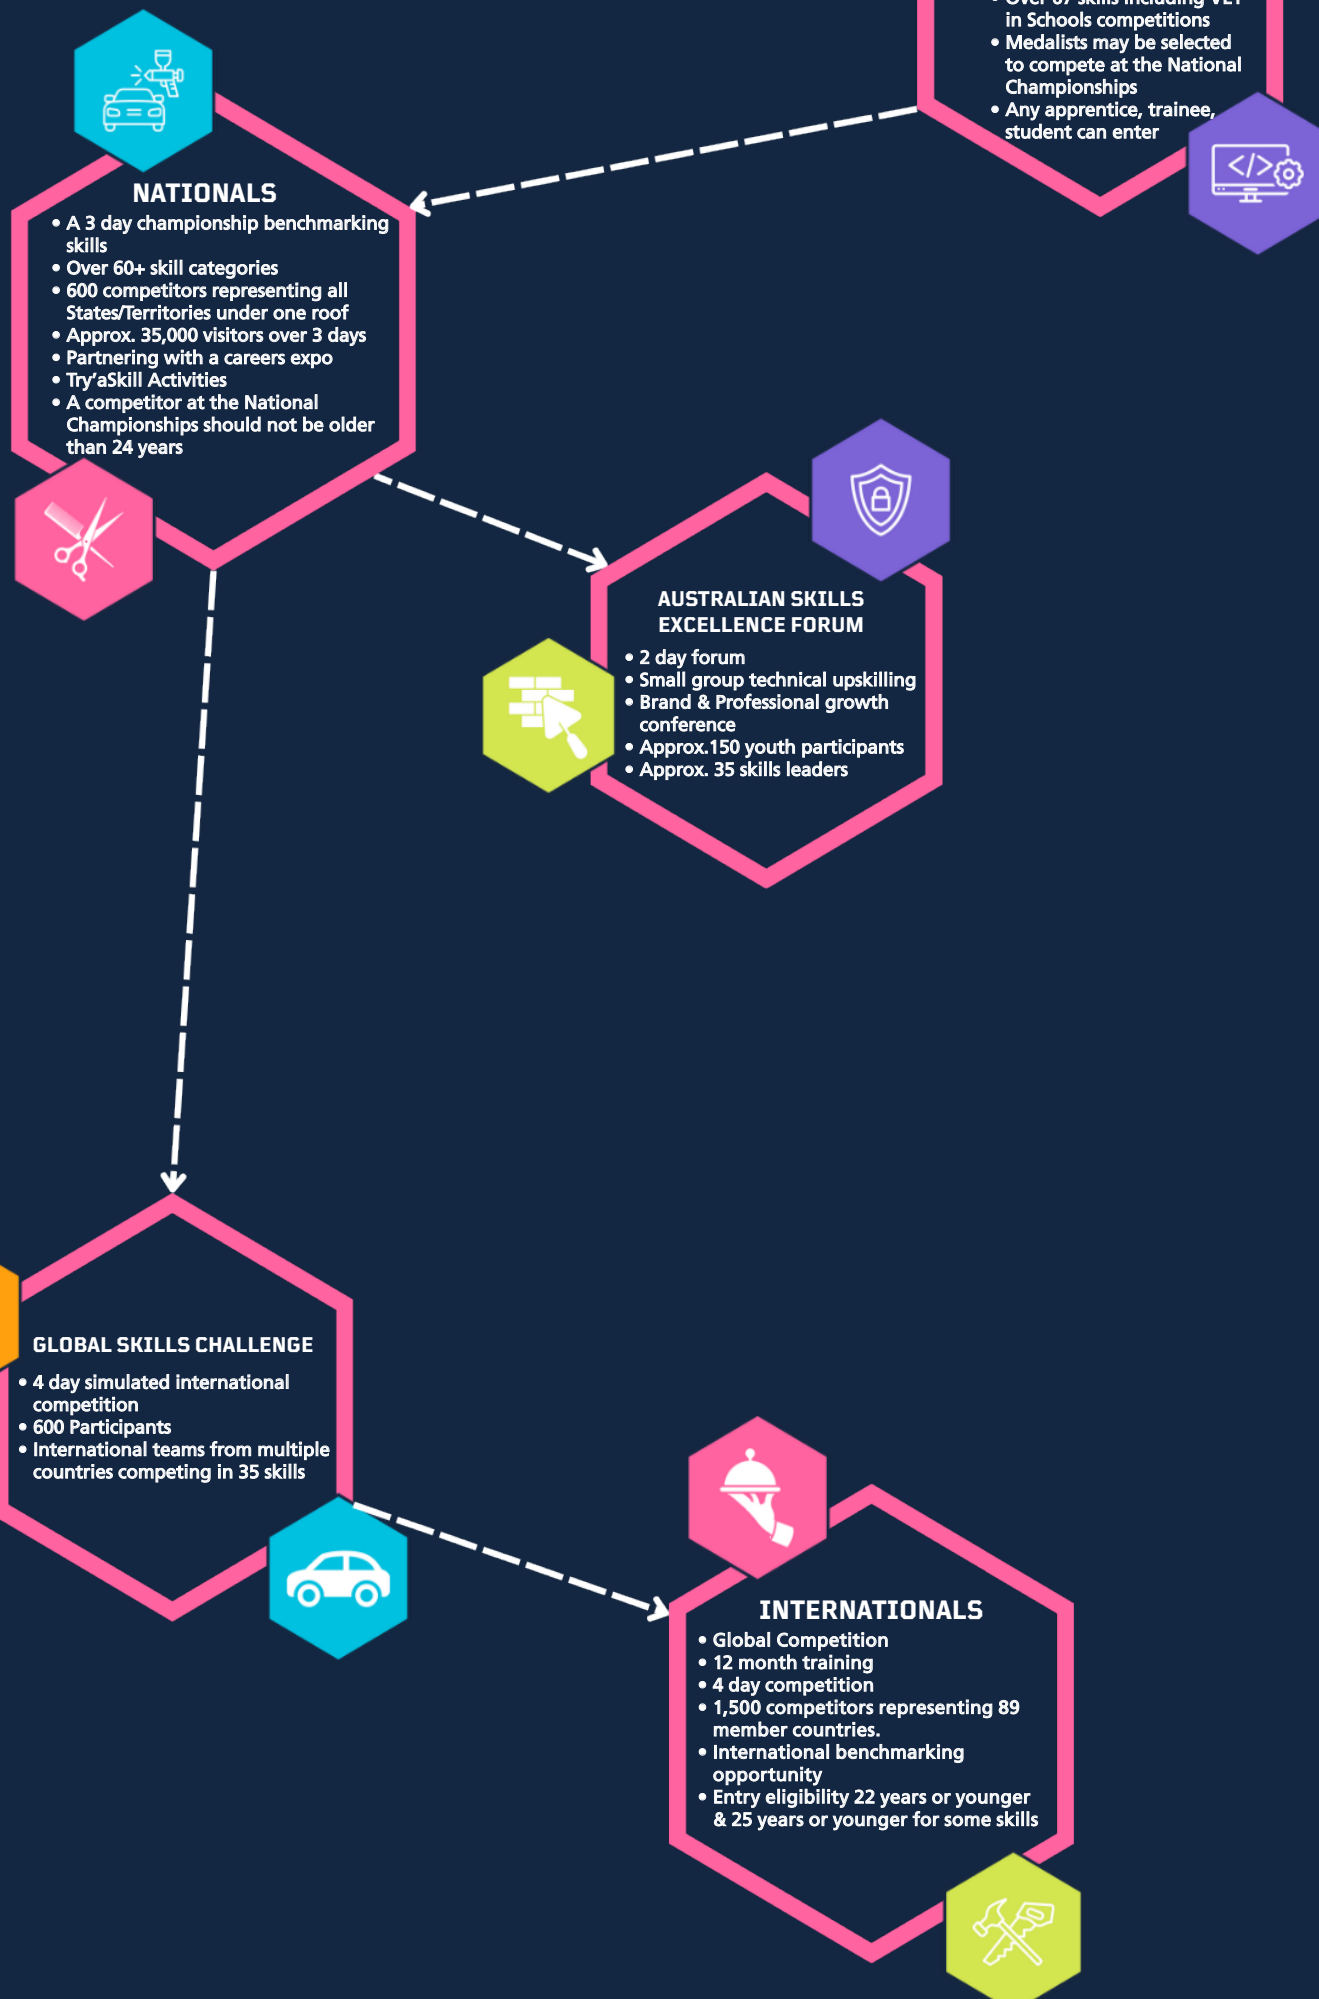 • Over 67 skills including VET
in Schools competitions
• Medalists may be selected
to compete at the National
Championships
• Any apprentice, trainee,
student can enter
</>
NATIONALS
• A 3 day championship benchmarking
skills
• Over 60+ skill categories
• 600 competitors representing all
States/Territories under one roof
• Approx. 35,000 visitors over 3 days
• Partnering with a careers expo
• Try’aSkill Activities
• A competitor at the National
Championships should not be older
than 24 years
AUSTRALIAN SKILLS
EXCELLENCE FORUM
• 2 day forum
• Small group technical upskilling
• Brand & Professional growth
conference
• Approx.150 youth participants
• Approx. 35 skills leaders
GLOBAL SKILLS CHALLENGE
• 4 day simulated international
competition
• 600 Participants
• International teams from multiple
countries competing in 35 skills
INTERNATIONALS
• Global Competition
• 12 month training
• 4 day competition
• 1,500 competitors representing 89
member countries.
• International benchmarking
opportunity
• Entry eligibility 22 years or younger
& 25 years or younger for some skills